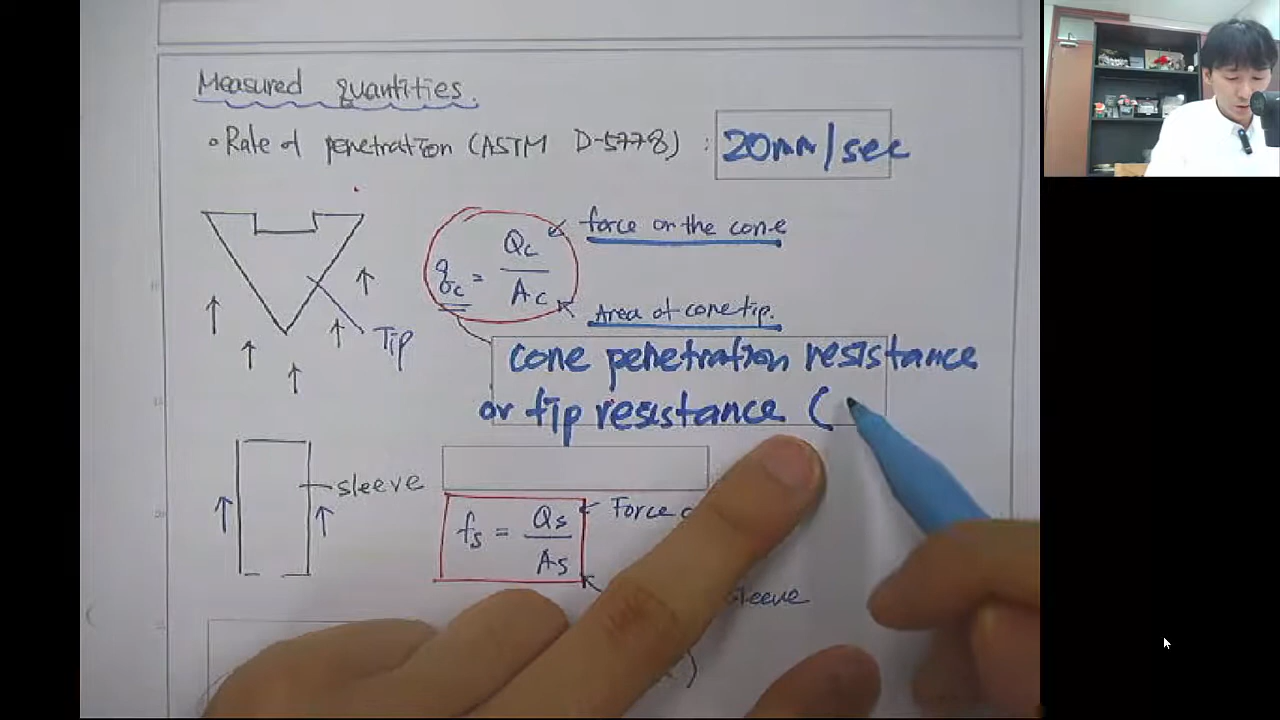 Measured quantities.
• Rate of penetration (ASTM D-5778) : 20mm/sec
qc = Qc / Ac
force on the cone
Area of cone tip.
Tip
cone penetration resistance
or tip resistance (
sleeve
fs = Qs / As
Force
sleeve
)